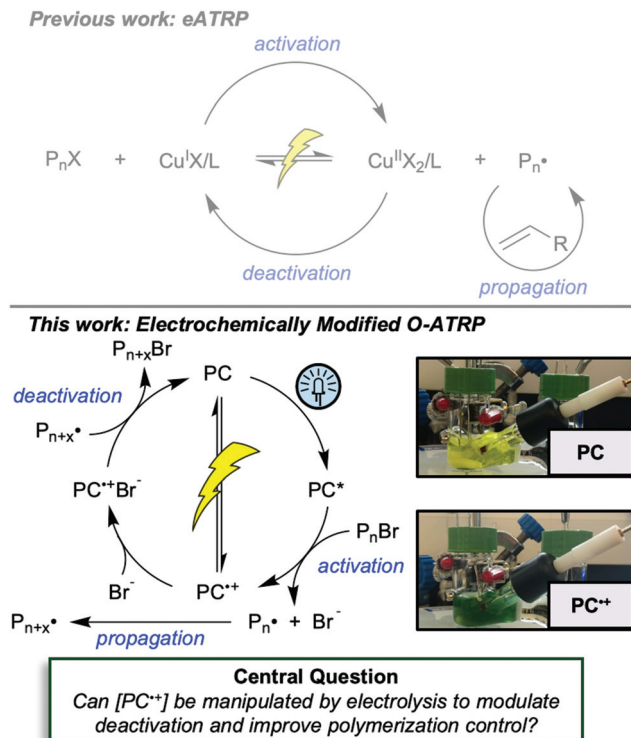 Previous work: eATRP
activation
PₙX + CuᴵX/L CuᴵᴵX₂/L + Pₙ•
R
deactivation
propagation
This work: Electrochemically Modified O-ATRP
Pₙ₊ₓBr
PC
deactivation
Pₙ₊ₓ•
PC
PC•⁺Br⁻
PC*
PₙBr
activation
Br⁻
PC•⁺
PC•⁺
Pₙ₊ₓ•
Pₙ• + Br⁻
propagation
Central Question
Can [PC•⁺] be manipulated by electrolysis to modulate
deactivation and improve polymerization control?